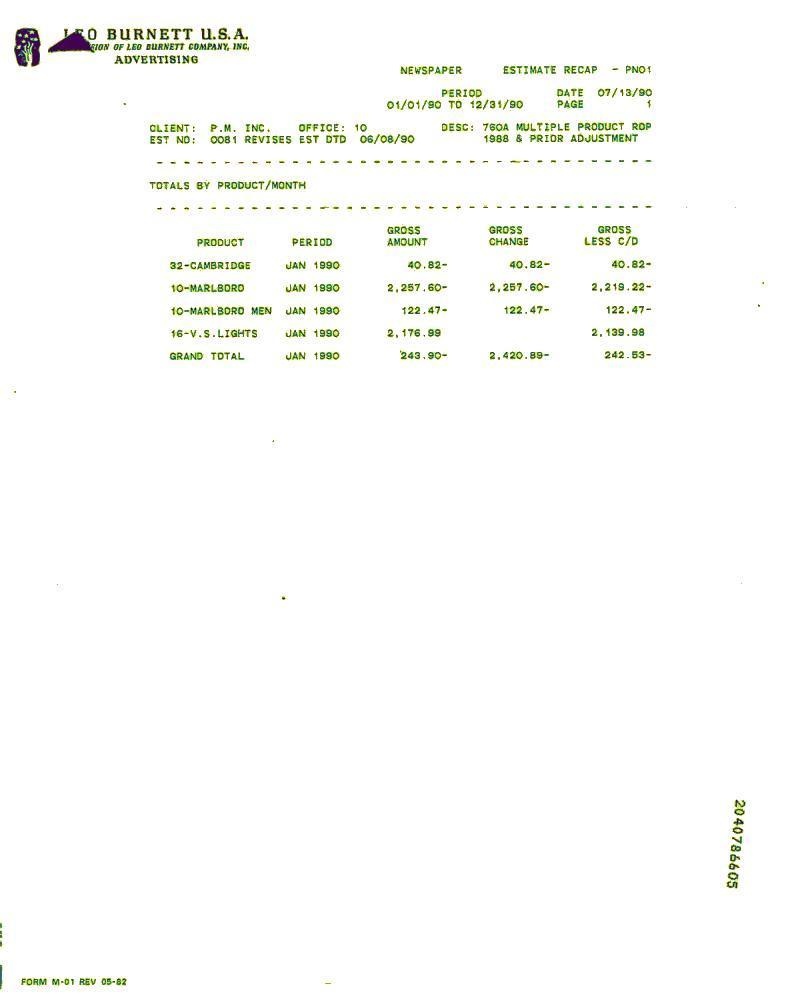 BURNETT U.S.A.
OF LEO BURNETT COMPANY, INC.
ADVERTISING
NEWSPAPER ESTIMATE RECAP - PNO1
PERIOD DATE 07/13/90
01/01/90 TO 12/31/90 PAGE 1
CLIENT: P.M. INC. OFFICE: 10 DESC: 760A MULTIPLE PRODUCT ROP
EST NO: 0081 REVISES EST DTD 06/08/90 1988 & PRIOR ADJUSTMENT
TOTALS BY PRODUCT/MONTH
GROSS GROSS GROSS
PRODUCT PERIOD AMOUNT CHANGE LESS C/D
32-CAMBRIDGE JAN 1990 40.82- 40.82- 40.82-
10-MARLBORO JAN 1990 2,257.60- 2,257.60- 2,219.22-
10-MARLBORO MEN JAN 1990 122.47- 122.47- 122.47-
16-V.S.LIGHTS JAN 1990 2,176.99 2,139.98
GRAND TOTAL JAN 1990 243.90- 2,420.89- 242.53-
2040786605
FORM M-01 REV 05-82